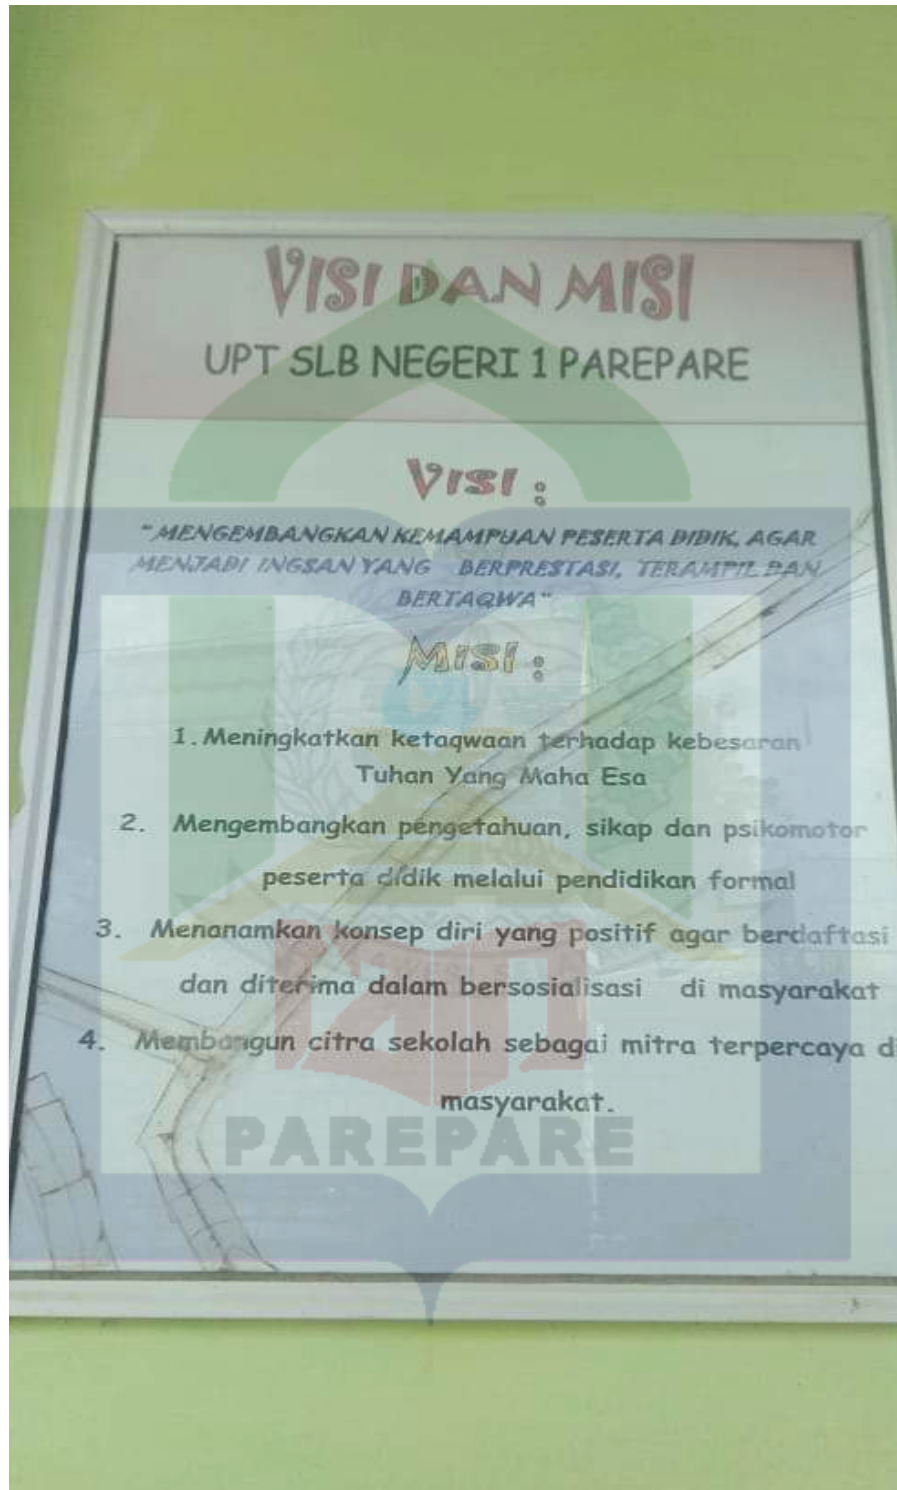 VISI DAN MISI
UPT SLB NEGERI 1 PAREPARE
VISI :
"MENGEMBANGKAN KEMAMPUAN PESERTA DIDIK, AGAR
MENJADI INGSAN YANG BERPRESTASI, TERAMPIL DAN
BERTAQWA"
MISI :
1. Meningkatkan ketaqwaan terhadap kebesaran
Tuhan Yang Maha Esa
2. Mengembangkan pengetahuan, sikap dan psikomotor
peserta didik melalui pendidikan formal
3. Menanamkan konsep diri yang positif agar berdaftasi
dan diterima dalam bersosialisasi di masyarakat
4. Membangun citra sekolah sebagai mitra terpercaya d
masyarakat.
IAIN
PAREPARE